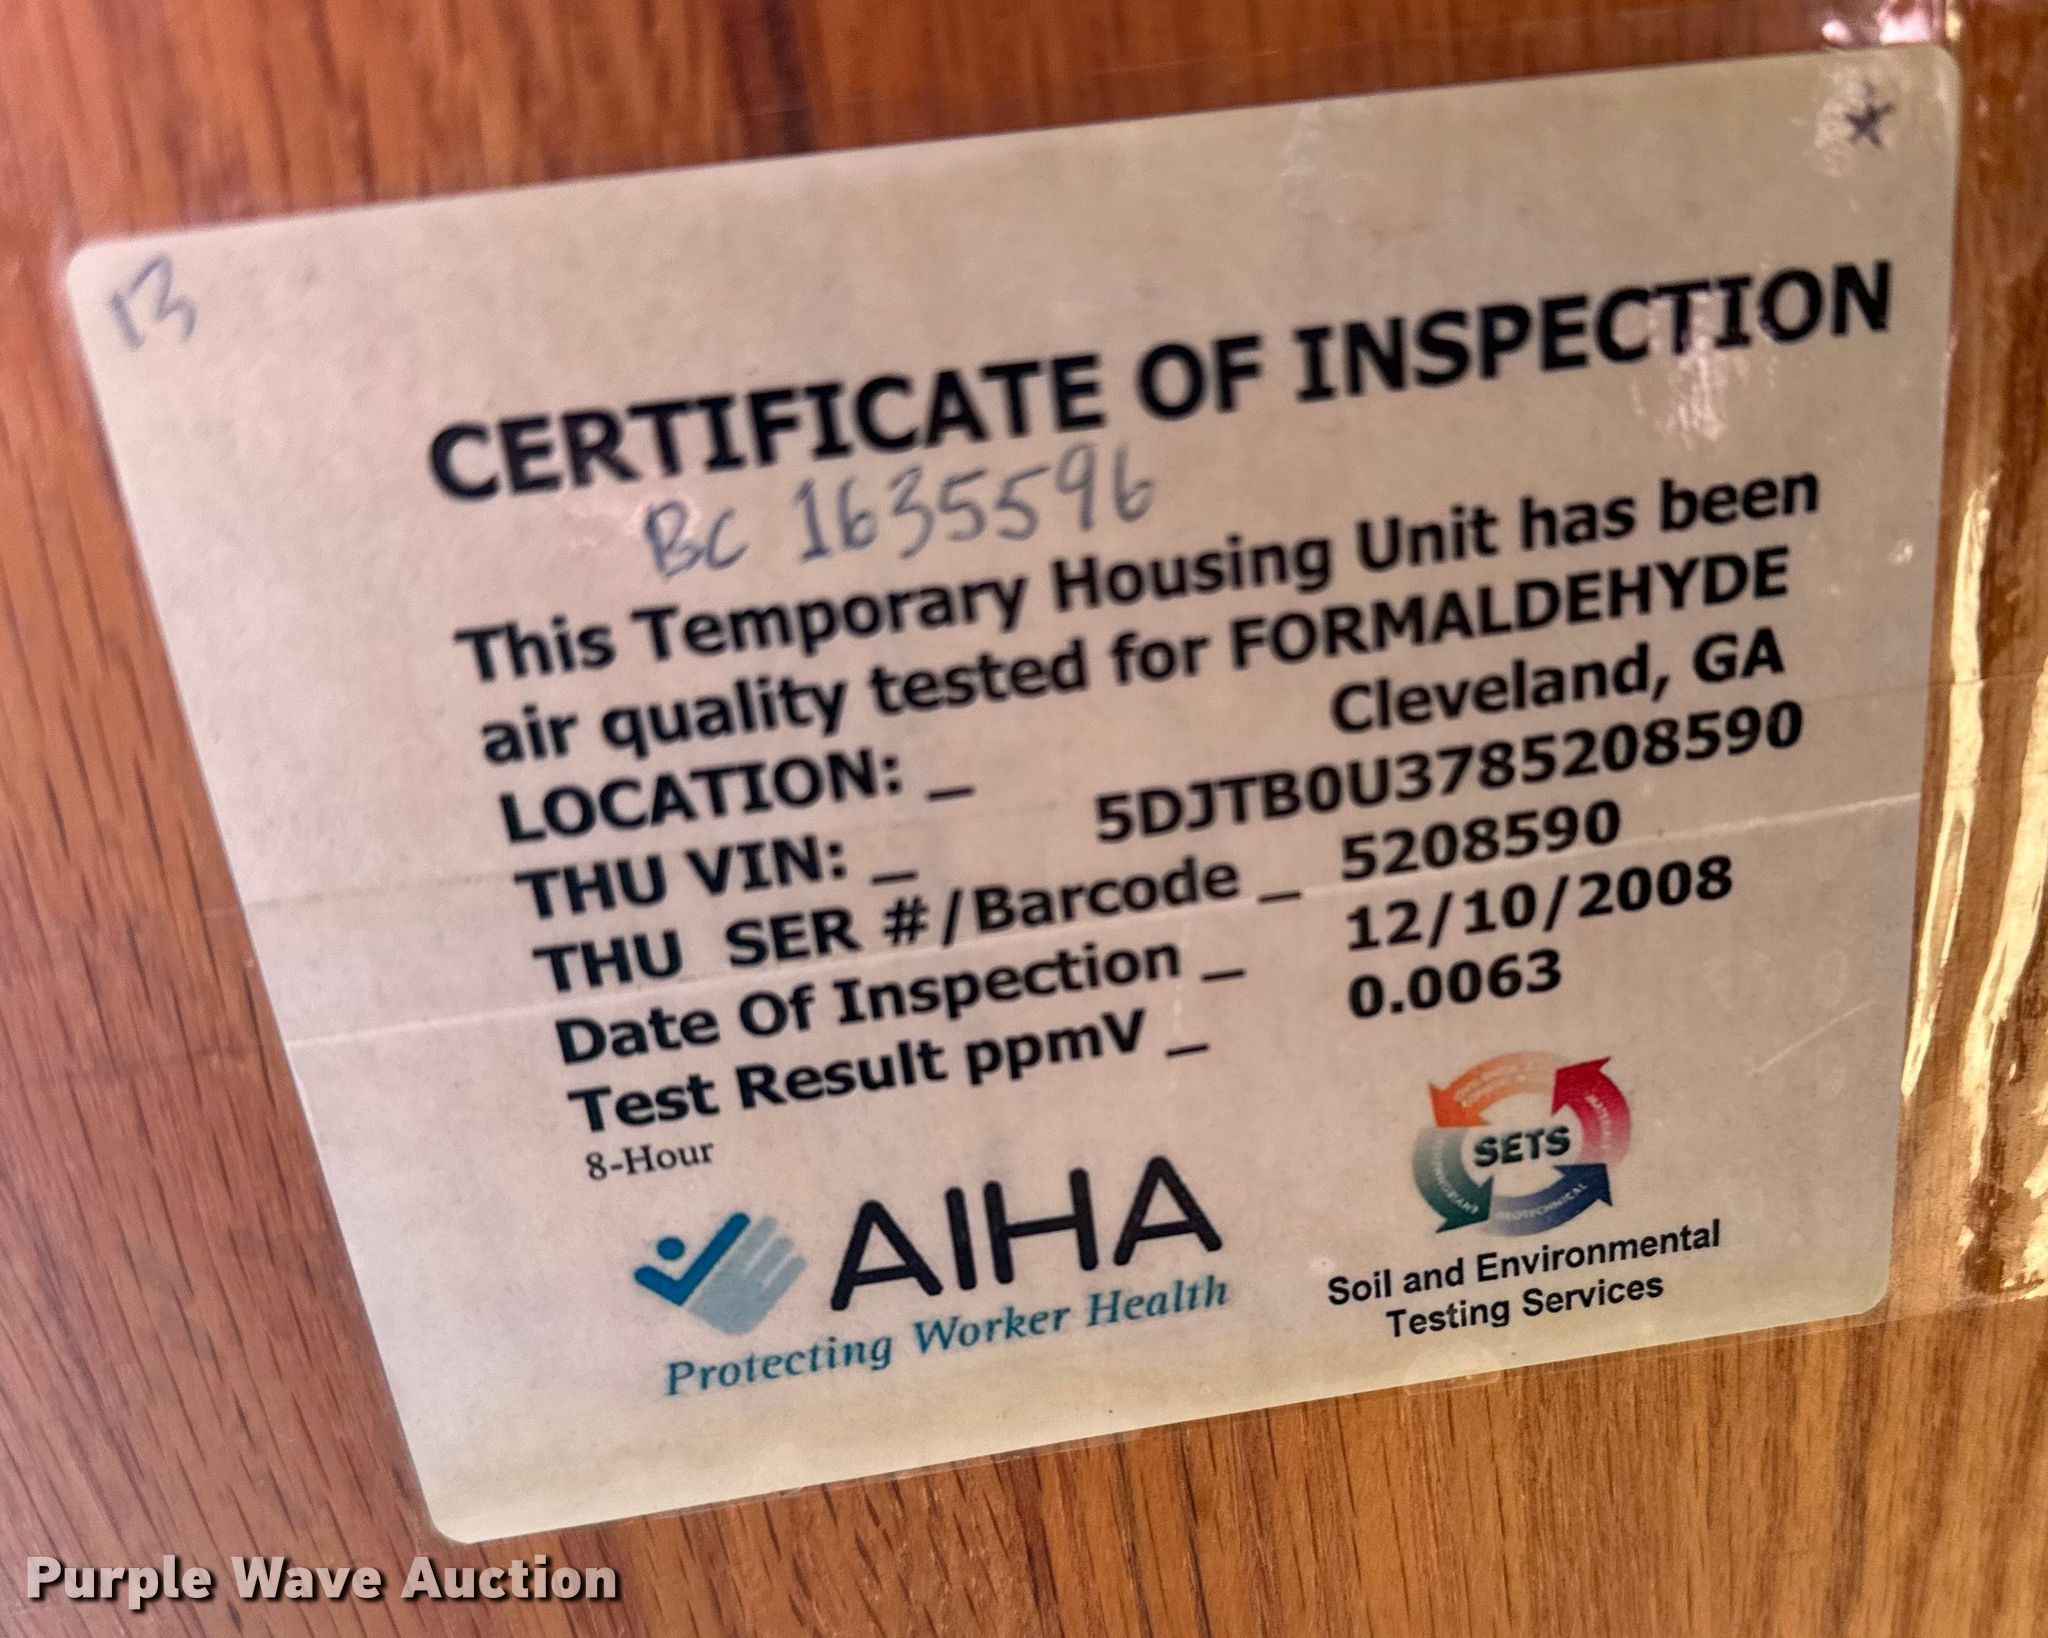 13
CERTIFICATE OF INSPECTION
BC 1635596
This Temporary Housing Unit has been
air quality tested for FORMALDEHYDE
LOCATION: _ Cleveland, GA
THU VIN: _ 5DJTB0U3785208590
THU SER #/Barcode _ 5208590
Date Of Inspection _ 12/10/2008
Test Result ppmV _ 0.0063
8-Hour
AIHA
Protecting Worker Health
SETS
GEOTECHNICAL
Soil and Environmental
Testing Services
Purple Wave Auction